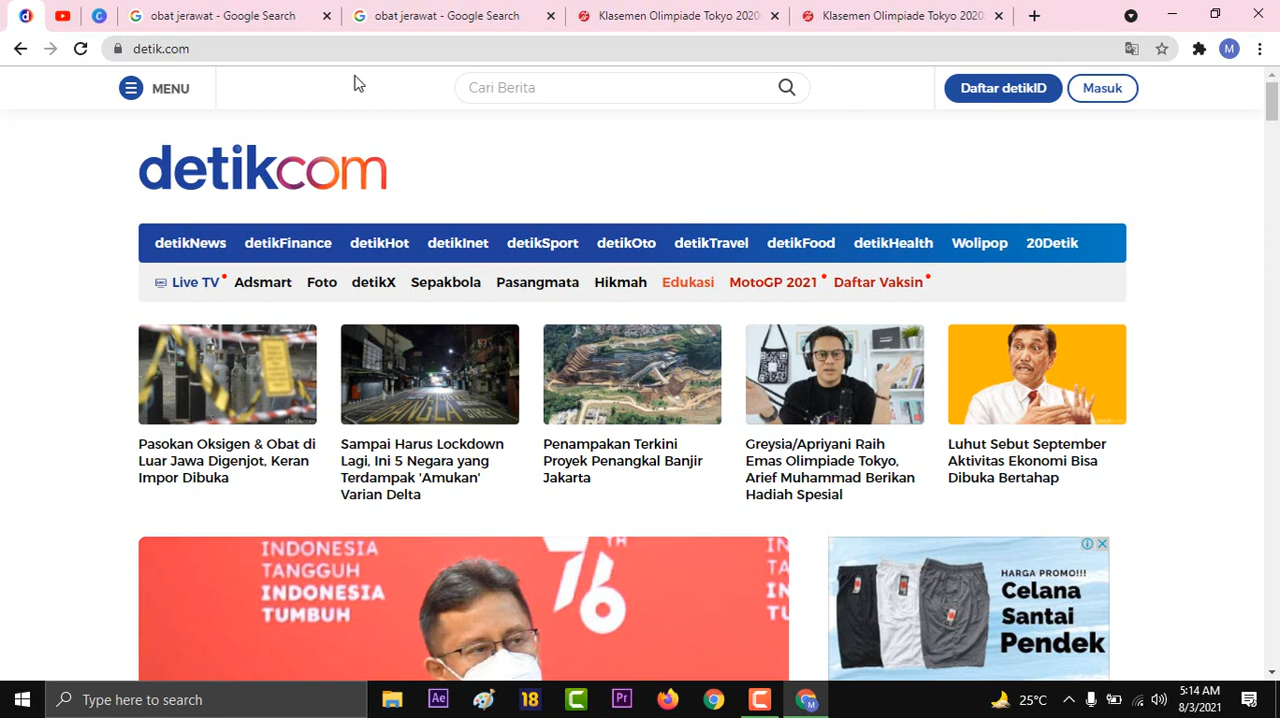 obat jerawat - Google Search
obat jerawat - Google Search
Klasemen Olimpiade Tokyo 2020
Klasemen Olimpiade Tokyo 2020
detik.com
M
MENU
Cari Berita
Daftar detikID
Masuk
detikcom
detikNews detikFinance detikHot detikInet detikSport detikOto detikTravel detikFood detikHealth Wolipop 20Detik
Live TV Adsmart Foto detikX Sepakbola Pasangmata Hikmah Edukasi MotoGP 2021 Daftar Vaksin
Pasokan Oksigen & Obat di
Luar Jawa Digenjot, Keran
Impor Dibuka
Sampai Harus Lockdown
Lagi, Ini 5 Negara yang
Terdampak 'Amukan'
Varian Delta
Penampakan Terkini
Proyek Penangkal Banjir
Jakarta
Greysia/Apriyani Raih
Emas Olimpiade Tokyo,
Arief Muhammad Berikan
Hadiah Spesial
Luhut Sebut September
Aktivitas Ekonomi Bisa
Dibuka Bertahap
INDONESIA
TANGGUH
INDONESIA
TUMBUH
76
TH
HARGA PROMO!!!
Celana
Santai
Pendek
Type here to search
Ae
18
Pr
25°C
5:14 AM
8/3/2021